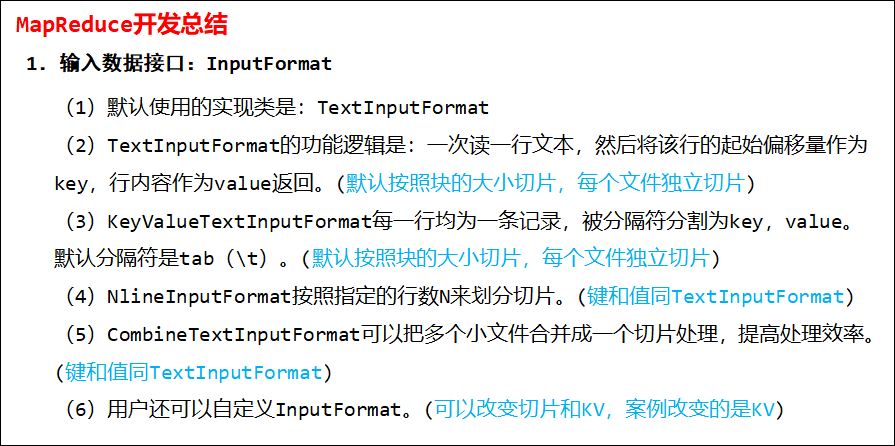 MapReduce开发总结
1. 输入数据接口：InputFormat
（1）默认使用的实现类是：TextInputFormat
（2）TextInputFormat的功能逻辑是：一次读一行文本，然后将该行的起始偏移量作为
key，行内容作为value返回。(默认按照块的大小切片，每个文件独立切片)
（3）KeyValueTextInputFormat每一行均为一条记录，被分隔符分割为key，value。
默认分隔符是tab（\t）。(默认按照块的大小切片，每个文件独立切片)
（4）NlineInputFormat按照指定的行数N来划分切片。(键和值同TextInputFormat)
（5）CombineTextInputFormat可以把多个小文件合并成一个切片处理，提高处理效率。
(键和值同TextInputFormat)
（6）用户还可以自定义InputFormat。(可以改变切片和KV，案例改变的是KV)